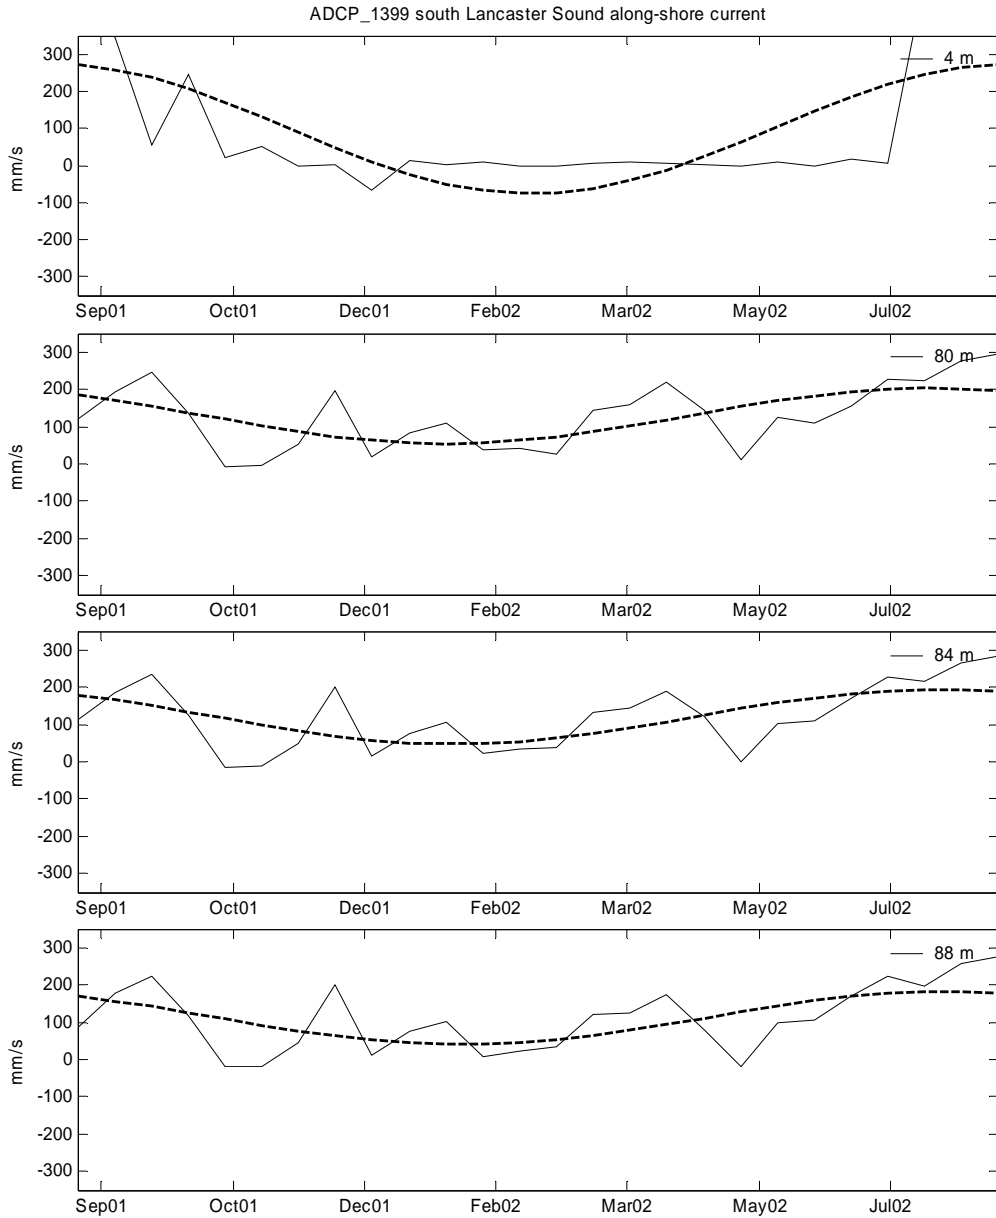 ADCP_1399 south Lancaster Sound along-shore current
300
200
100
0
-100
-200
-300
mm/s
4 m
Sep01 Oct01 Dec01 Feb02 Mar02 May02 Jul02
300
200
100
0
-100
-200
-300
mm/s
80 m
Sep01 Oct01 Dec01 Feb02 Mar02 May02 Jul02
300
200
100
0
-100
-200
-300
mm/s
84 m
Sep01 Oct01 Dec01 Feb02 Mar02 May02 Jul02
300
200
100
0
-100
-200
-300
mm/s
88 m
Sep01 Oct01 Dec01 Feb02 Mar02 May02 Jul02